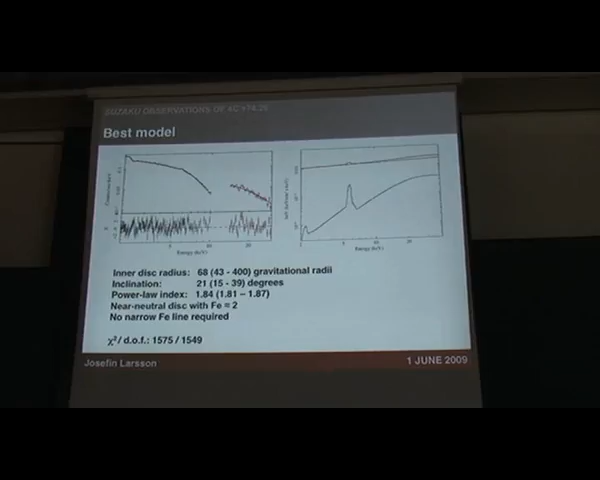 SUZAKU OBSERVATIONS OF 4C +74.26
Best model
Energy (keV)
Energy (keV)
Inner disc radius: 68 (43 - 400) gravitational radii
Inclination: 21 (15 - 39) degrees
Power-law index: 1.84 (1.81 – 1.87)
Near-neutral disc with Fe = 2
No narrow Fe line required
χ²/ d.o.f.: 1575 / 1549
Josefin Larsson
1 JUNE 2009